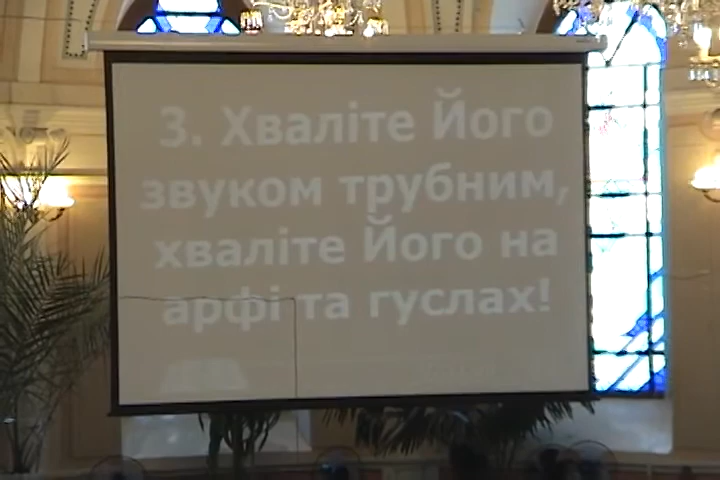 3. Хваліте Його
звуком трубним,
хваліте Його на
арфі та гуслах!